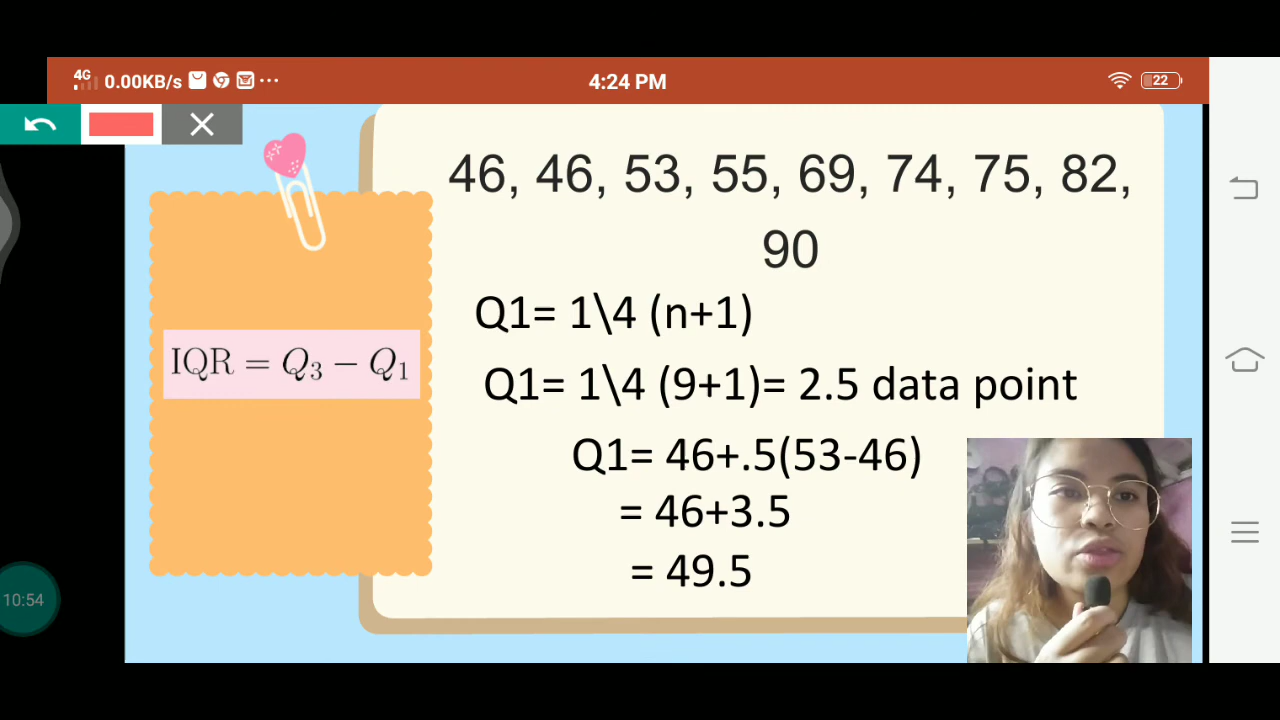 4G 0.00KB/s ... 4:24 PM 22
46, 46, 53, 55, 69, 74, 75, 82,
90
Q1= 1\4 (n+1)
IQR = Q₃ − Q₁
Q1= 1\4 (9+1)= 2.5 data point
Q1= 46+.5(53-46)
= 46+3.5
= 49.5
10:54